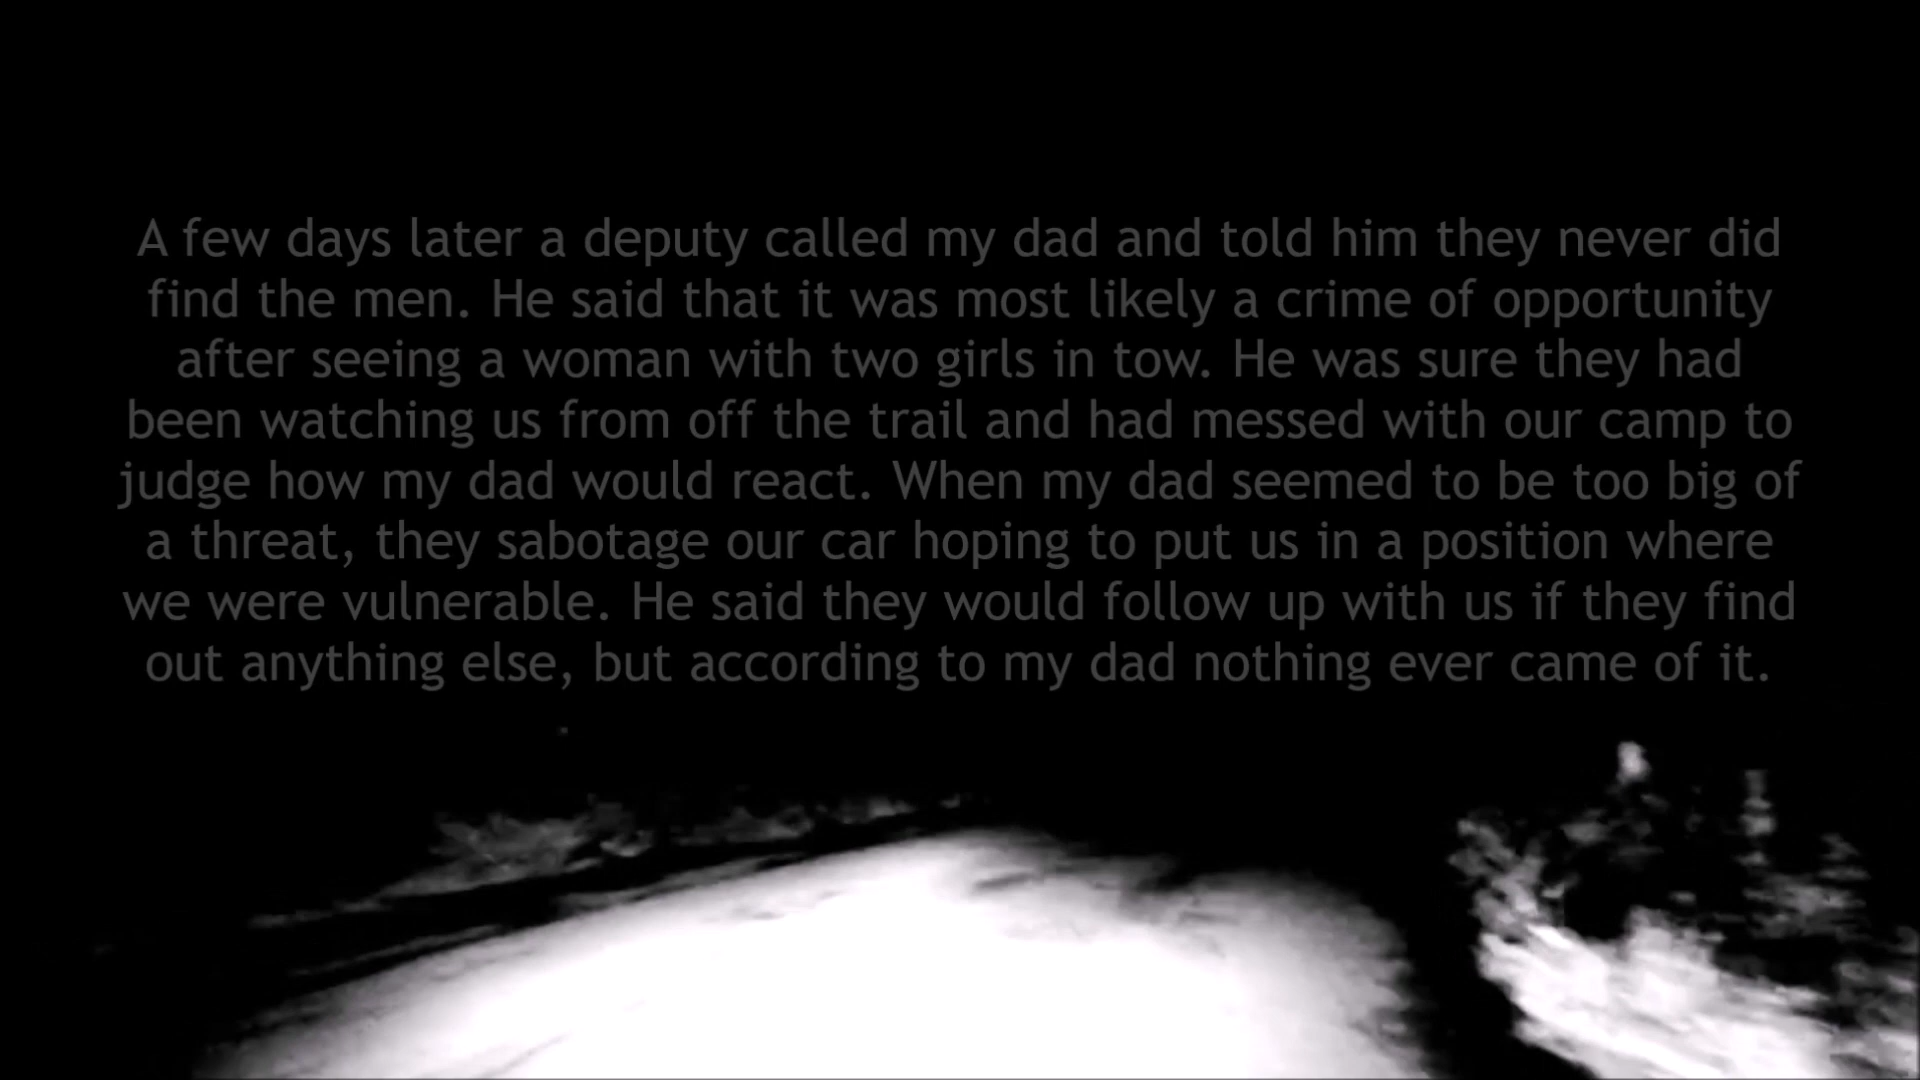 A few days later a deputy called my dad and told him they never did
find the men. He said that it was most likely a crime of opportunity
after seeing a woman with two girls in tow. He was sure they had
been watching us from off the trail and had messed with our camp to
judge how my dad would react. When my dad seemed to be too big of
a threat, they sabotage our car hoping to put us in a position where
we were vulnerable. He said they would follow up with us if they find
out anything else, but according to my dad nothing ever came of it.